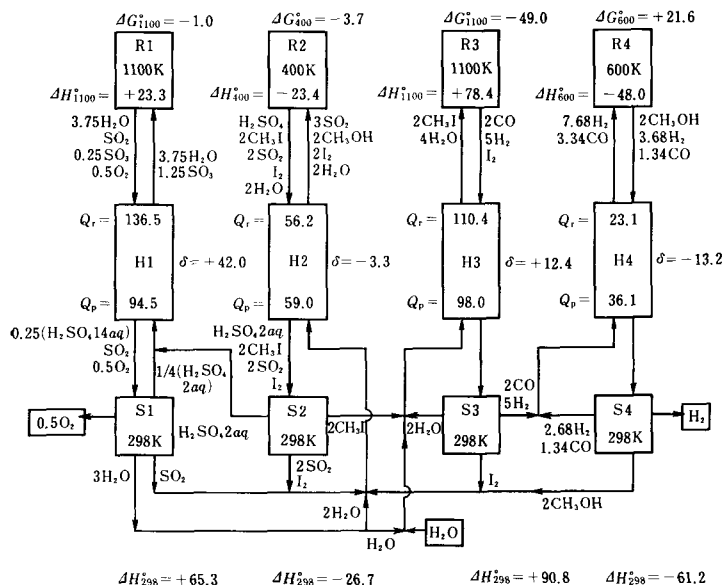 ΔG°1100=−1.0 ΔG°400=−3.7 ΔG°1100=−49.0 ΔG°600=+21.6
R1 R2 R3 R4
1100K 400K 1100K 600K
ΔH°1100= +23.3 ΔH°400= −23.4 ΔH°1100= +78.4 ΔH°600= −48.0
3.75H2O
SO2
0.25SO3
0.5O2
3.75H2O
1.25SO3
H2SO4
2CH3I
2SO2
I2
2H2O
3SO2
2CH3OH
2I2
2H2O
2CH3I
4H2O
2CO
5H2
I2
7.68H2
3.34CO
2CH3OH
3.68H2
1.34CO
Qr= 136.5 Qr= 56.2 Qr= 110.4 Qr= 23.1
H1 δ=+42.0 H2 δ=−3.3 H3 δ=+12.4 H4 δ=−13.2
Qp= 94.5 Qp= 59.0 Qp= 98.0 Qp= 36.1
0.25(H2SO414aq)
SO2
0.5O2
1/4(H2SO4
2aq)
H2SO42aq
2CH3I
2SO2
I2
2CO
5H2
0.5O2
S1
298K
H2SO42aq
S2
298K
2CH3I
2H2O
S3
298K
2.68H2
1.34CO
S4
298K
H2
3H2O
SO2
2SO2
I2
I2
2H2O
2CH3OH
H2O
H2O
ΔH°298=+65.3 ΔH°298=−26.7 ΔH°298=+90.8 ΔH°298=−61.2